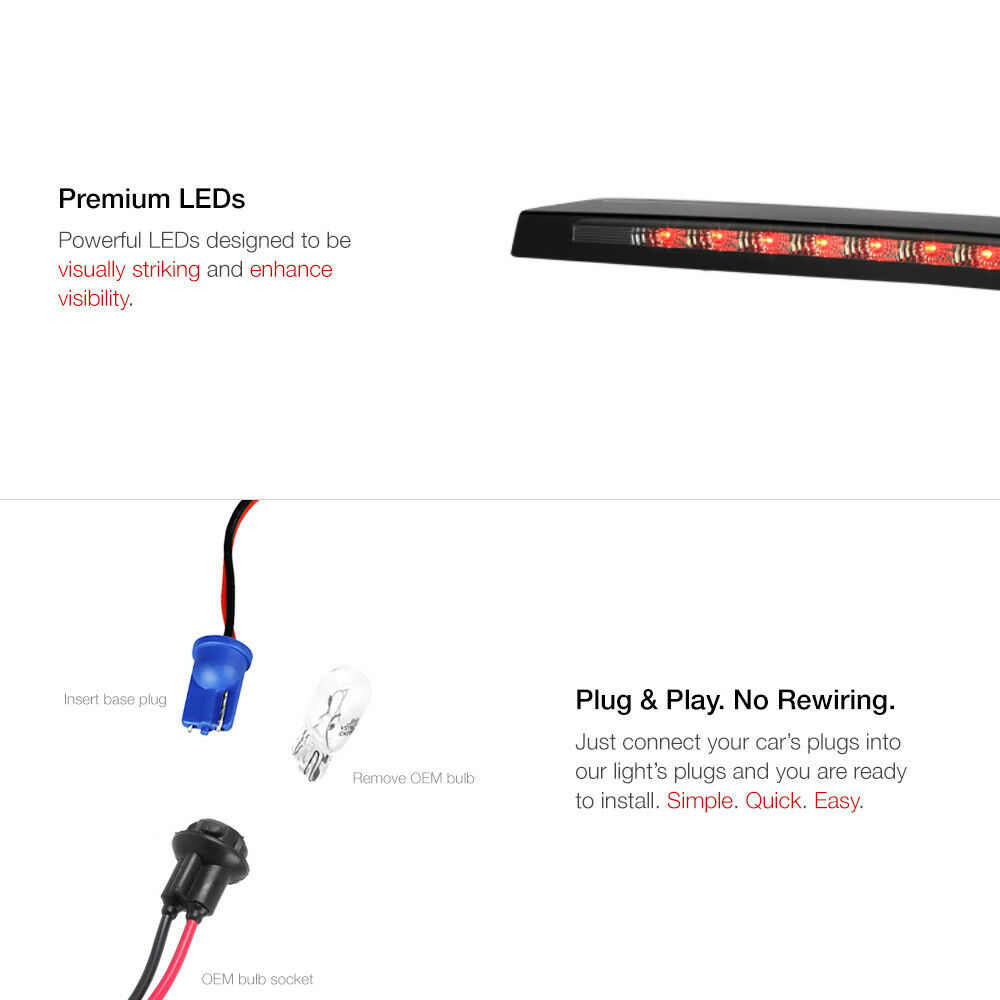 Premium LEDs
Powerful LEDs designed to be
visually striking and enhance
visibility.
Insert base plug
Remove OEM bulb
OEM bulb socket
Plug & Play. No Rewiring.
Just connect your car's plugs into
our light's plugs and you are ready
to install. Simple. Quick. Easy.